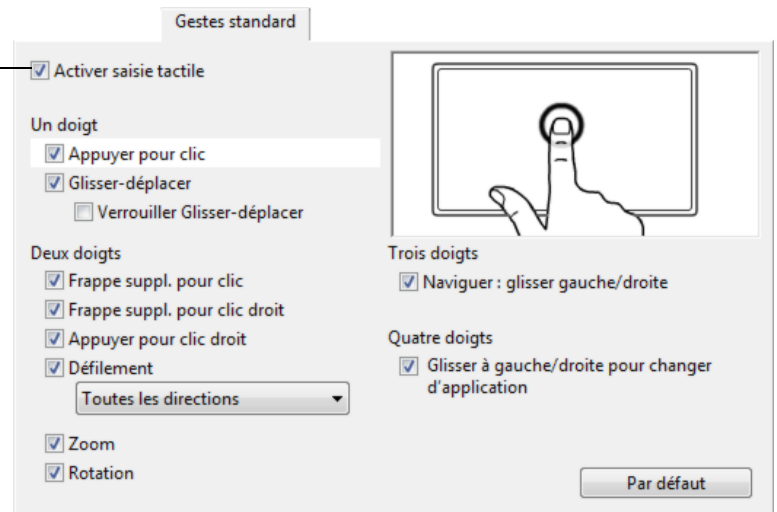 Gestes standard
Activer saisie tactile
Un doigt
Appuyer pour clic
Glisser-déplacer
Verrouiller Glisser-déplacer
Deux doigts
Frappe suppl. pour clic
Frappe suppl. pour clic droit
Appuyer pour clic droit
Défilement
Toutes les directions
Zoom
Rotation
Trois doigts
Naviguer : glisser gauche/droite
Quatre doigts
Glisser à gauche/droite pour changer
d'application
Par défaut